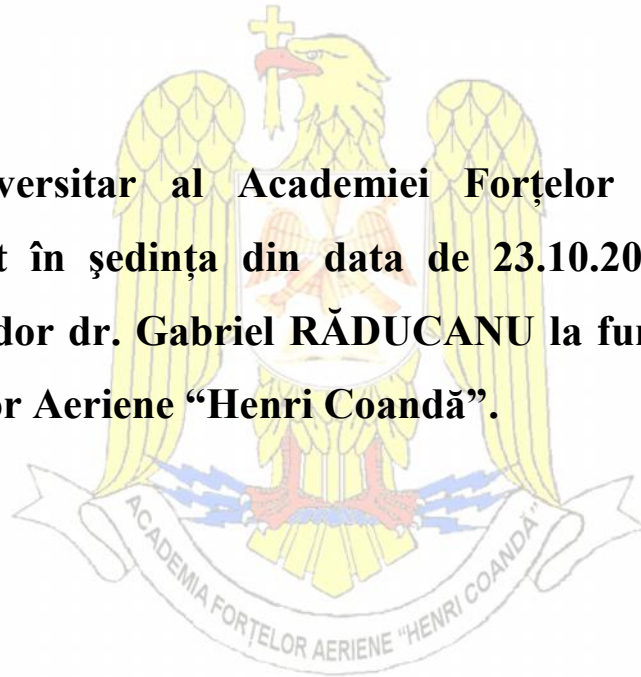 versitar al Academiei Forțelor
t în şedința din data de 23.10.20
dor dr. Gabriel RĂDUCANU la fun
or Aeriene “Henri Coandă”.
ACADEMIA FORȚELOR AERIENE "HENRI COANDĂ"